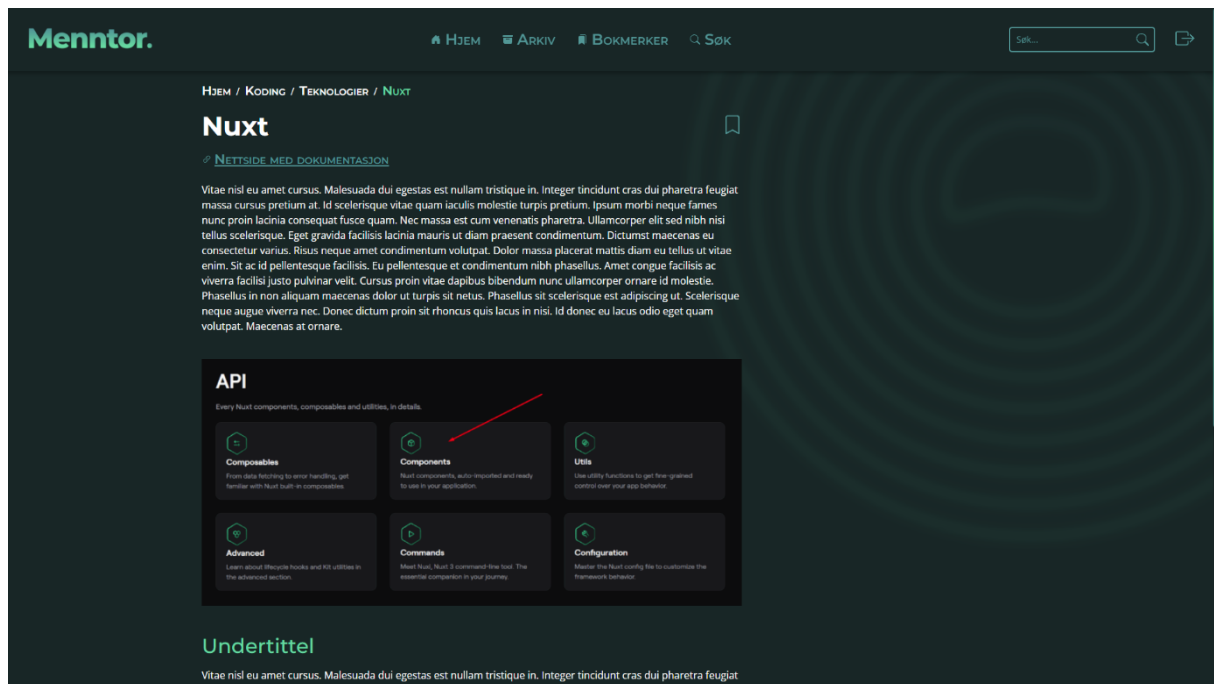 Menntor.
Hjem
Arkiv
Bokmerker
Søk
Søk...
Hjem / Koding / Teknologier / Nuxt
Nuxt
Nettside med dokumentasjon
Vitae nisl eu amet cursus. Malesuada dui egestas est nullam tristique in. Integer tincidunt cras dui pharetra feugiat
massa cursus pretium at. Id scelerisque vitae quam iaculis molestie turpis pretium. Ipsum morbi neque fames
nunc proin lacinia consequat fusce quam. Nec massa est cum venenatis pharetra. Ullamcorper elit sed nibh nisi
tellus scelerisque. Eget gravida facilisis lacinia mauris ut diam praesent condimentum. Dictumst maecenas eu
consectetur varius. Risus neque amet condimentum volutpat. Dolor massa placerat mattis diam eu tellus ut vitae
enim. Sit ac id pellentesque facilisis. Eu pellentesque et condimentum nibh phasellus. Amet congue facilisis ac
viverra facilisi justo pulvinar velit. Cursus proin vitae dapibus bibendum nunc ullamcorper ornare id molestie.
Phasellus in non aliquam maecenas dolor ut turpis sit netus. Phasellus sit scelerisque est adipiscing ut. Scelerisque
neque augue viverra nec. Donec dictum proin sit rhoncus quis lacus in nisi. Id donec eu lacus odio eget quam
volutpat. Maecenas at ornare.
API
Every Nuxt components, composables and utilities, in details.
Composables
From data fetching to error handling, get
familiar with Nuxt built-in composables
Components
Nuxt components, auto-imported and ready
to use in your application.
Utils
Use utility functions to get fine-grained
control over your app behavior.
Advanced
Learn about lifecycle hooks and Kit utilities in
the advanced section.
Commands
Meet Nuxi, Nuxt 3 command-line tool. The
essential companion in your journey.
Configuration
Master the Nuxt config file to customize the
framework behavior.
Undertittel
Vitae nisl eu amet cursus. Malesuada dui egestas est nullam tristique in. Integer tincidunt cras dui pharetra feugiat